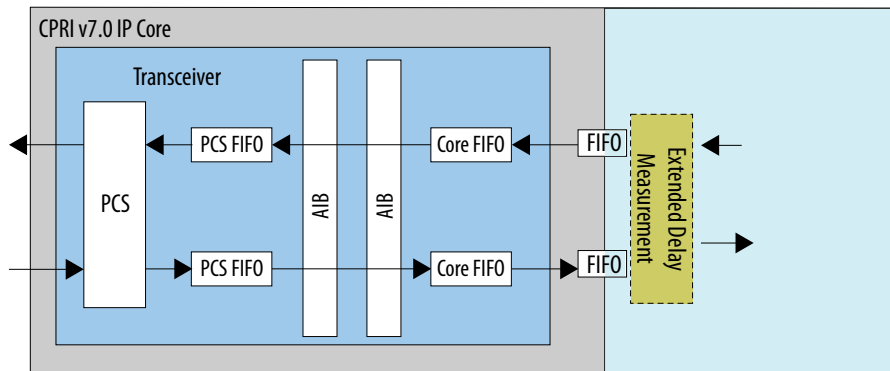 CPRI v7.0 IP Core
Transceiver
PCS FIFO
Core FIFO
FIFO
PCS
AIB
AIB
Extended Delay
Measurement
PCS FIFO
Core FIFO
FIFO